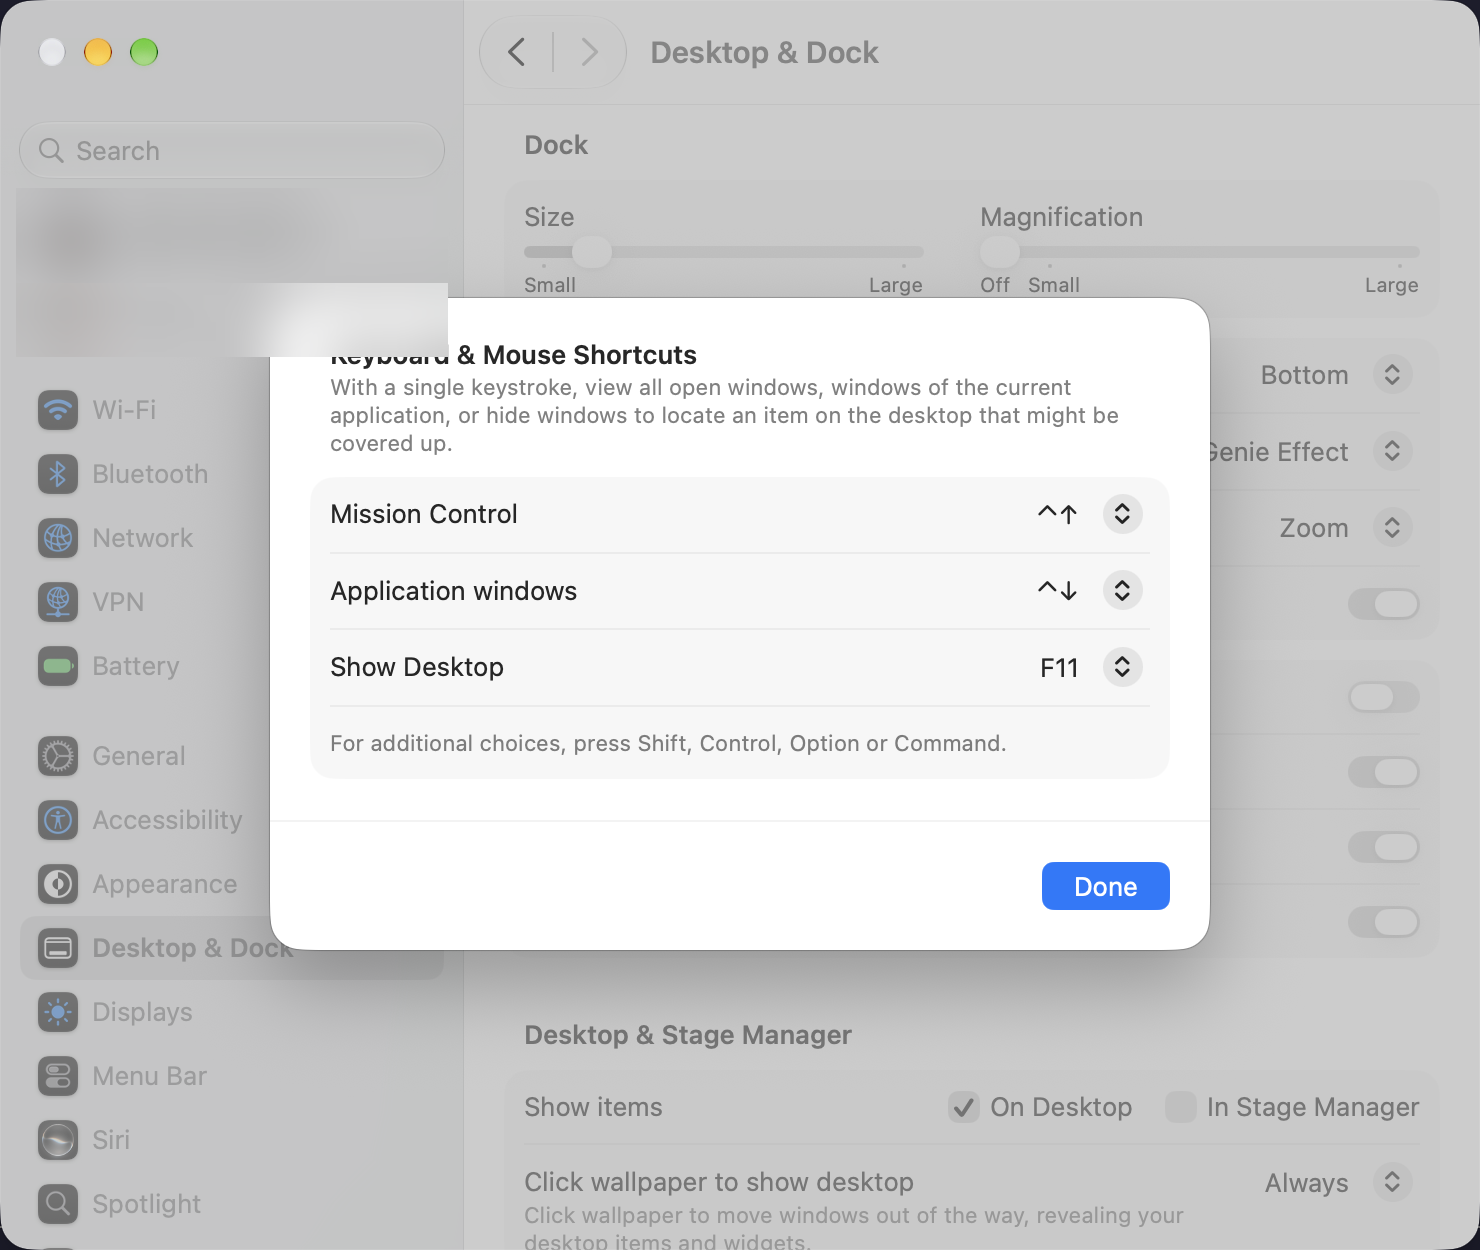 Desktop & Dock
Search
Wi-Fi
Bluetooth
Network
VPN
Battery
General
Accessibility
Appearance
Desktop & Dock
Displays
Menu Bar
Siri
Spotlight
Dock
Size
Magnification
Small
Large
Off
Small
Large
Bottom
Genie Effect
Zoom
Keyboard & Mouse Shortcuts
With a single keystroke, view all open windows, windows of the current
application, or hide windows to locate an item on the desktop that might be
covered up.
Mission Control
^↑
Application windows
^↓
Show Desktop
F11
For additional choices, press Shift, Control, Option or Command.
Done
Desktop & Stage Manager
Show items
On Desktop
In Stage Manager
Click wallpaper to show desktop
Always
Click wallpaper to move windows out of the way, revealing your
desktop items and widgets.